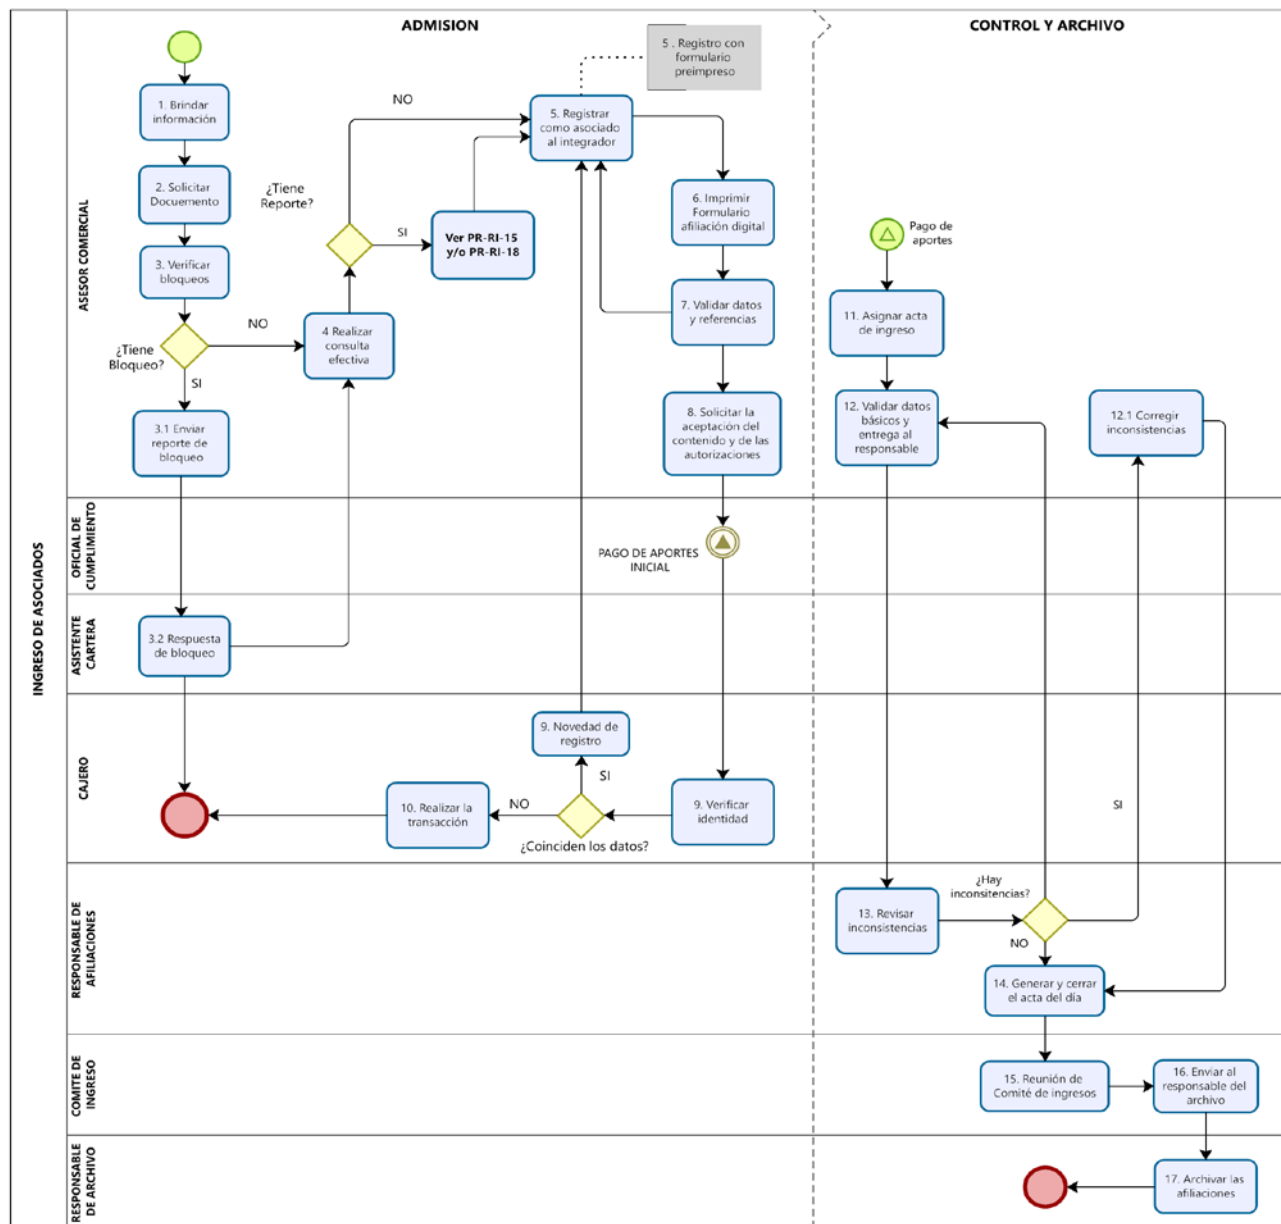 ADMISION
CONTROL Y ARCHIVO
INGRESO DE ASOCIADOS
ASESOR COMERCIAL
1. Brindar
información
2. Solicitar
Docuemento
3. Verificar
bloqueos
¿Tiene
Bloqueo?
NO
SI
3.1 Enviar
reporte de
bloqueo
4 Realizar
consulta
efectiva
¿Tiene
Reporte?
NO
SI
Ver PR-RI-15
y/o PR-RI-18
5 . Registro con
formulario
preimpreso
5. Registrar
como asociado
al integrador
6. Imprimir
Formulario
afiliación digital
7. Validar datos
y referencias
8. Solicitar la
aceptación del
contenido y de las
autorizaciones
Pago de
aportes
11. Asignar acta
de ingreso
12. Validar datos
básicos y
entrega al
responsable
12.1 Corregir
inconsistencias
OFICIAL DE
CUMPLIMIENTO
PAGO DE APORTES
INICIAL
ASISTENTE
CARTERA
3.2 Respuesta
de bloqueo
CAJERO
9. Novedad de
registro
SI
NO
10. Realizar la
transacción
¿Coinciden los datos?
9. Verificar
identidad
SI
RESPONSABLE DE
AFILIACIONES
13. Revisar
inconsistencias
¿Hay
inconsitencias?
NO
14. Generar y cerrar
el acta del día
COMITE DE
INGRESO
15. Reunión de
Comité de ingresos
16. Enviar al
responsable del
archivo
RESPONSABLE
DE ARCHIVO
17. Archivar las
afiliaciones